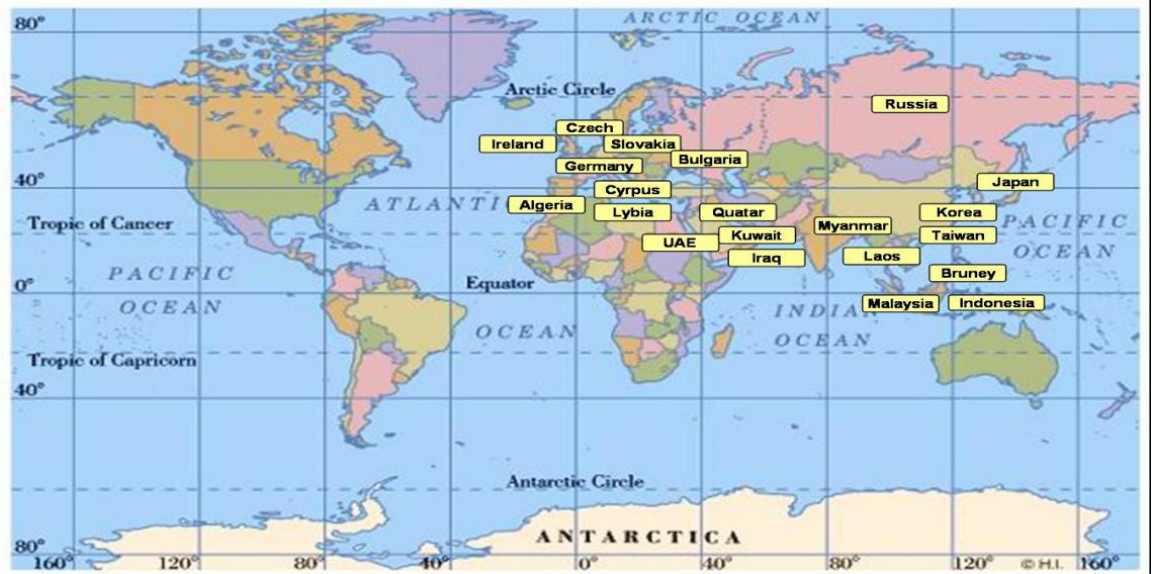 80°
ARCTIC OCEAN
Arctic Circle
Russia
Czech
Ireland
Slovakia
Germany
Bulgaria
40°
Japan
Cyrpus
Algeria
ATLANTIC
Lybia
Quatar
Korea
Tropic of Cancer
Myanmar
PACIFIC
OCEAN
UAE
Kuwait
Taiwan
Iraq
Laos
PACIFIC
OCEAN
Bruney
Equator
0°
Malaysia
Indonesia
INDIAN
OCEAN
OCEAN
Tropic of Capricorn
40°
Antarctic Circle
ANTARCTICA
80°
160° 120° 80° 40° 0° 40° 80° 120° © H.I. 160°